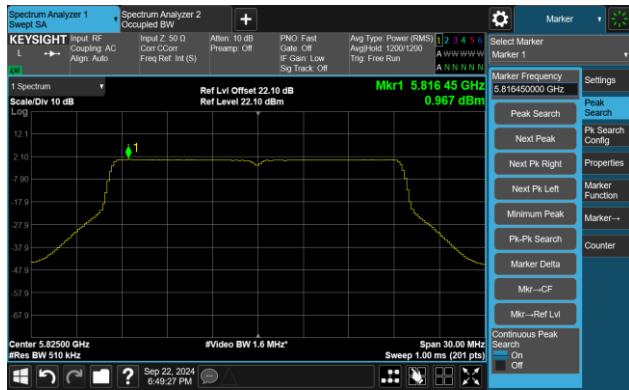 Spectrum Analyzer 1
Swept SA
Spectrum Analyzer 2
Occupied BW
Marker
KEYSIGHT
L
Input: RF
Coupling: AC
Align: Auto
Input Z: 50 Ω
Corr CCorr
Freq Ref: Int (S)
Atten: 10 dB
Preamp: Off
PNO: Fast
Gate: Off
IF Gain: Low
Sig Track: Off
Avg Type: Power (RMS)
Avg|Hold: 1200/1200
Trig: Free Run
1 2 3 4 5 6
A W W W W W
A N N N N N
Select Marker
Marker 1
1 Spectrum
Scale/Div 10 dB
Log
Ref Lvl Offset 22.10 dB
Ref Level 22.10 dBm
Mkr1 5.816 45 GHz
0.967 dBm
12.1
2.10
-7.90
-17.9
-27.9
-37.9
-47.9
-57.9
-67.9
1
Center 5.82500 GHz
#Res BW 510 kHz
#Video BW 1.6 MHz*
Span 30.00 MHz
Sweep 1.00 ms (201 pts)
Marker Frequency
5.816450000 GHz
Peak Search
Next Peak
Next Pk Right
Next Pk Left
Minimum Peak
Pk-Pk Search
Marker Delta
Mkr→CF
Mkr→Ref Lvl
Continuous Peak
Search
On
Off
Settings
Peak
Search
Pk Search
Config
Properties
Marker
Function
Marker→
Counter
?
Sep 22, 2024
6:49:27 PM